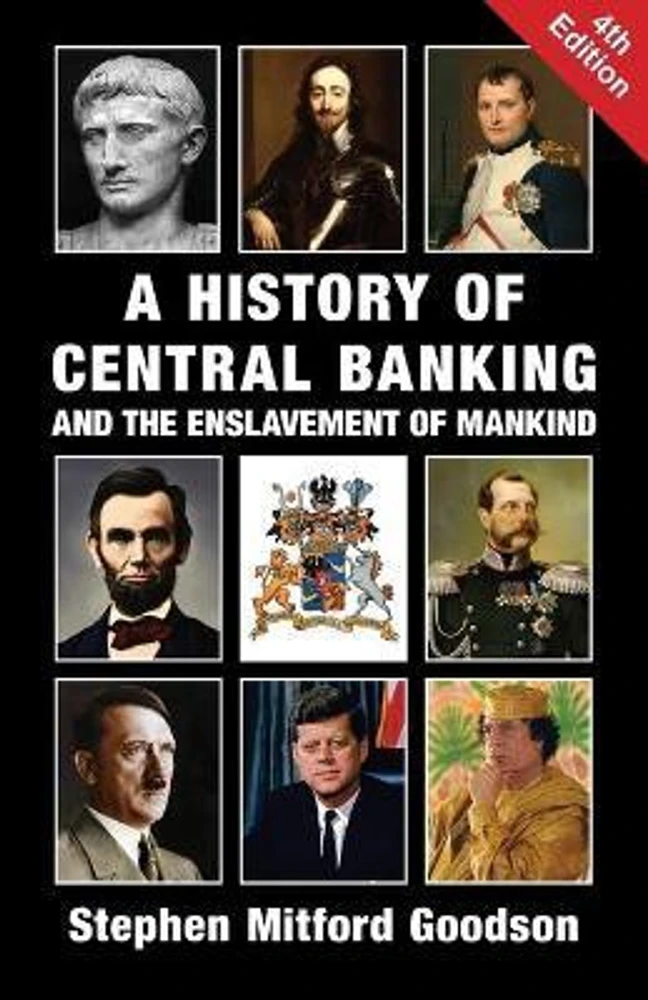 4th
Edition
A HISTORY OF
CENTRAL BANKING
AND THE ENSLAVEMENT OF MANKIND
Stephen Mitford Goodson